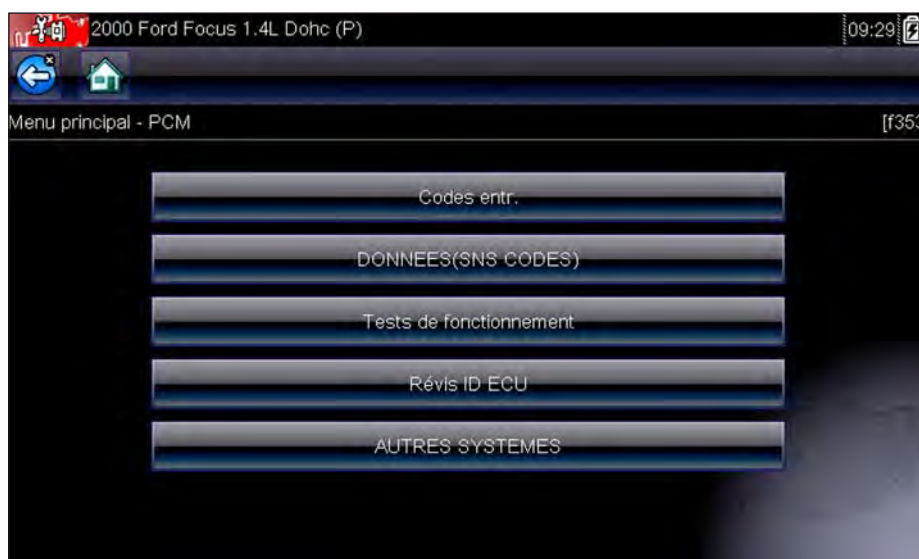 2000 Ford Focus 1.4L Dohc (P) 09:29
Menu principal - PCM [f353
Codes entr.
DONNEES(SNS CODES)
Tests de fonctionnement
Révis ID ECU
AUTRES SYSTEMES